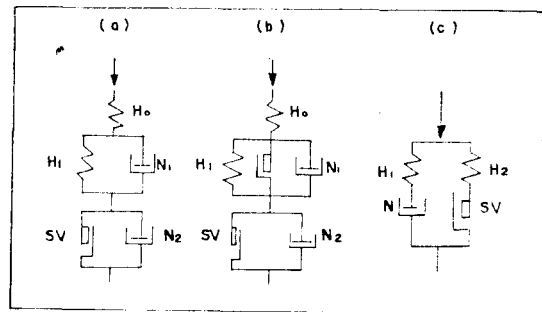 (a) (b) (c)
Ho Ho
H1 N1 H1 N1 H1 H2
N SV
SV N2 SV N2